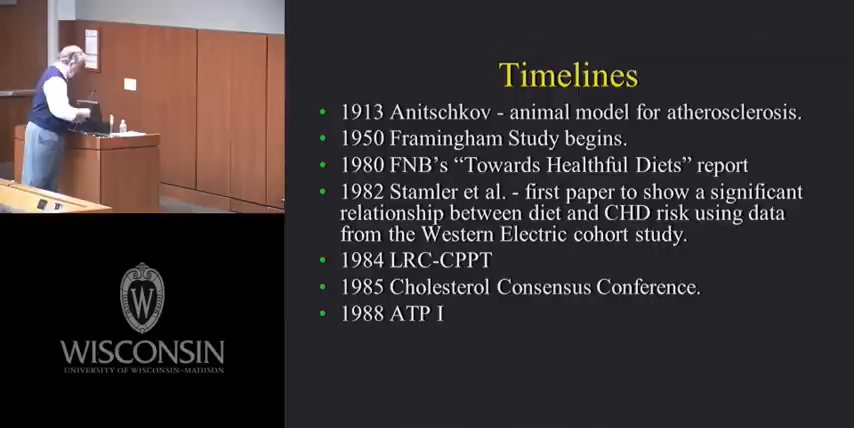 Timelines
• 1913 Anitschkov - animal model for atherosclerosis.
• 1950 Framingham Study begins.
• 1980 FNB's “Towards Healthful Diets” report
• 1982 Stamler et al. - first paper to show a significant
relationship between diet and CHD risk using data
from the Western Electric cohort study.
• 1984 LRC-CPPT
• 1985 Cholesterol Consensus Conference.
• 1988 ATP I
W
WISCONSIN
UNIVERSITY OF WISCONSIN–MADISON